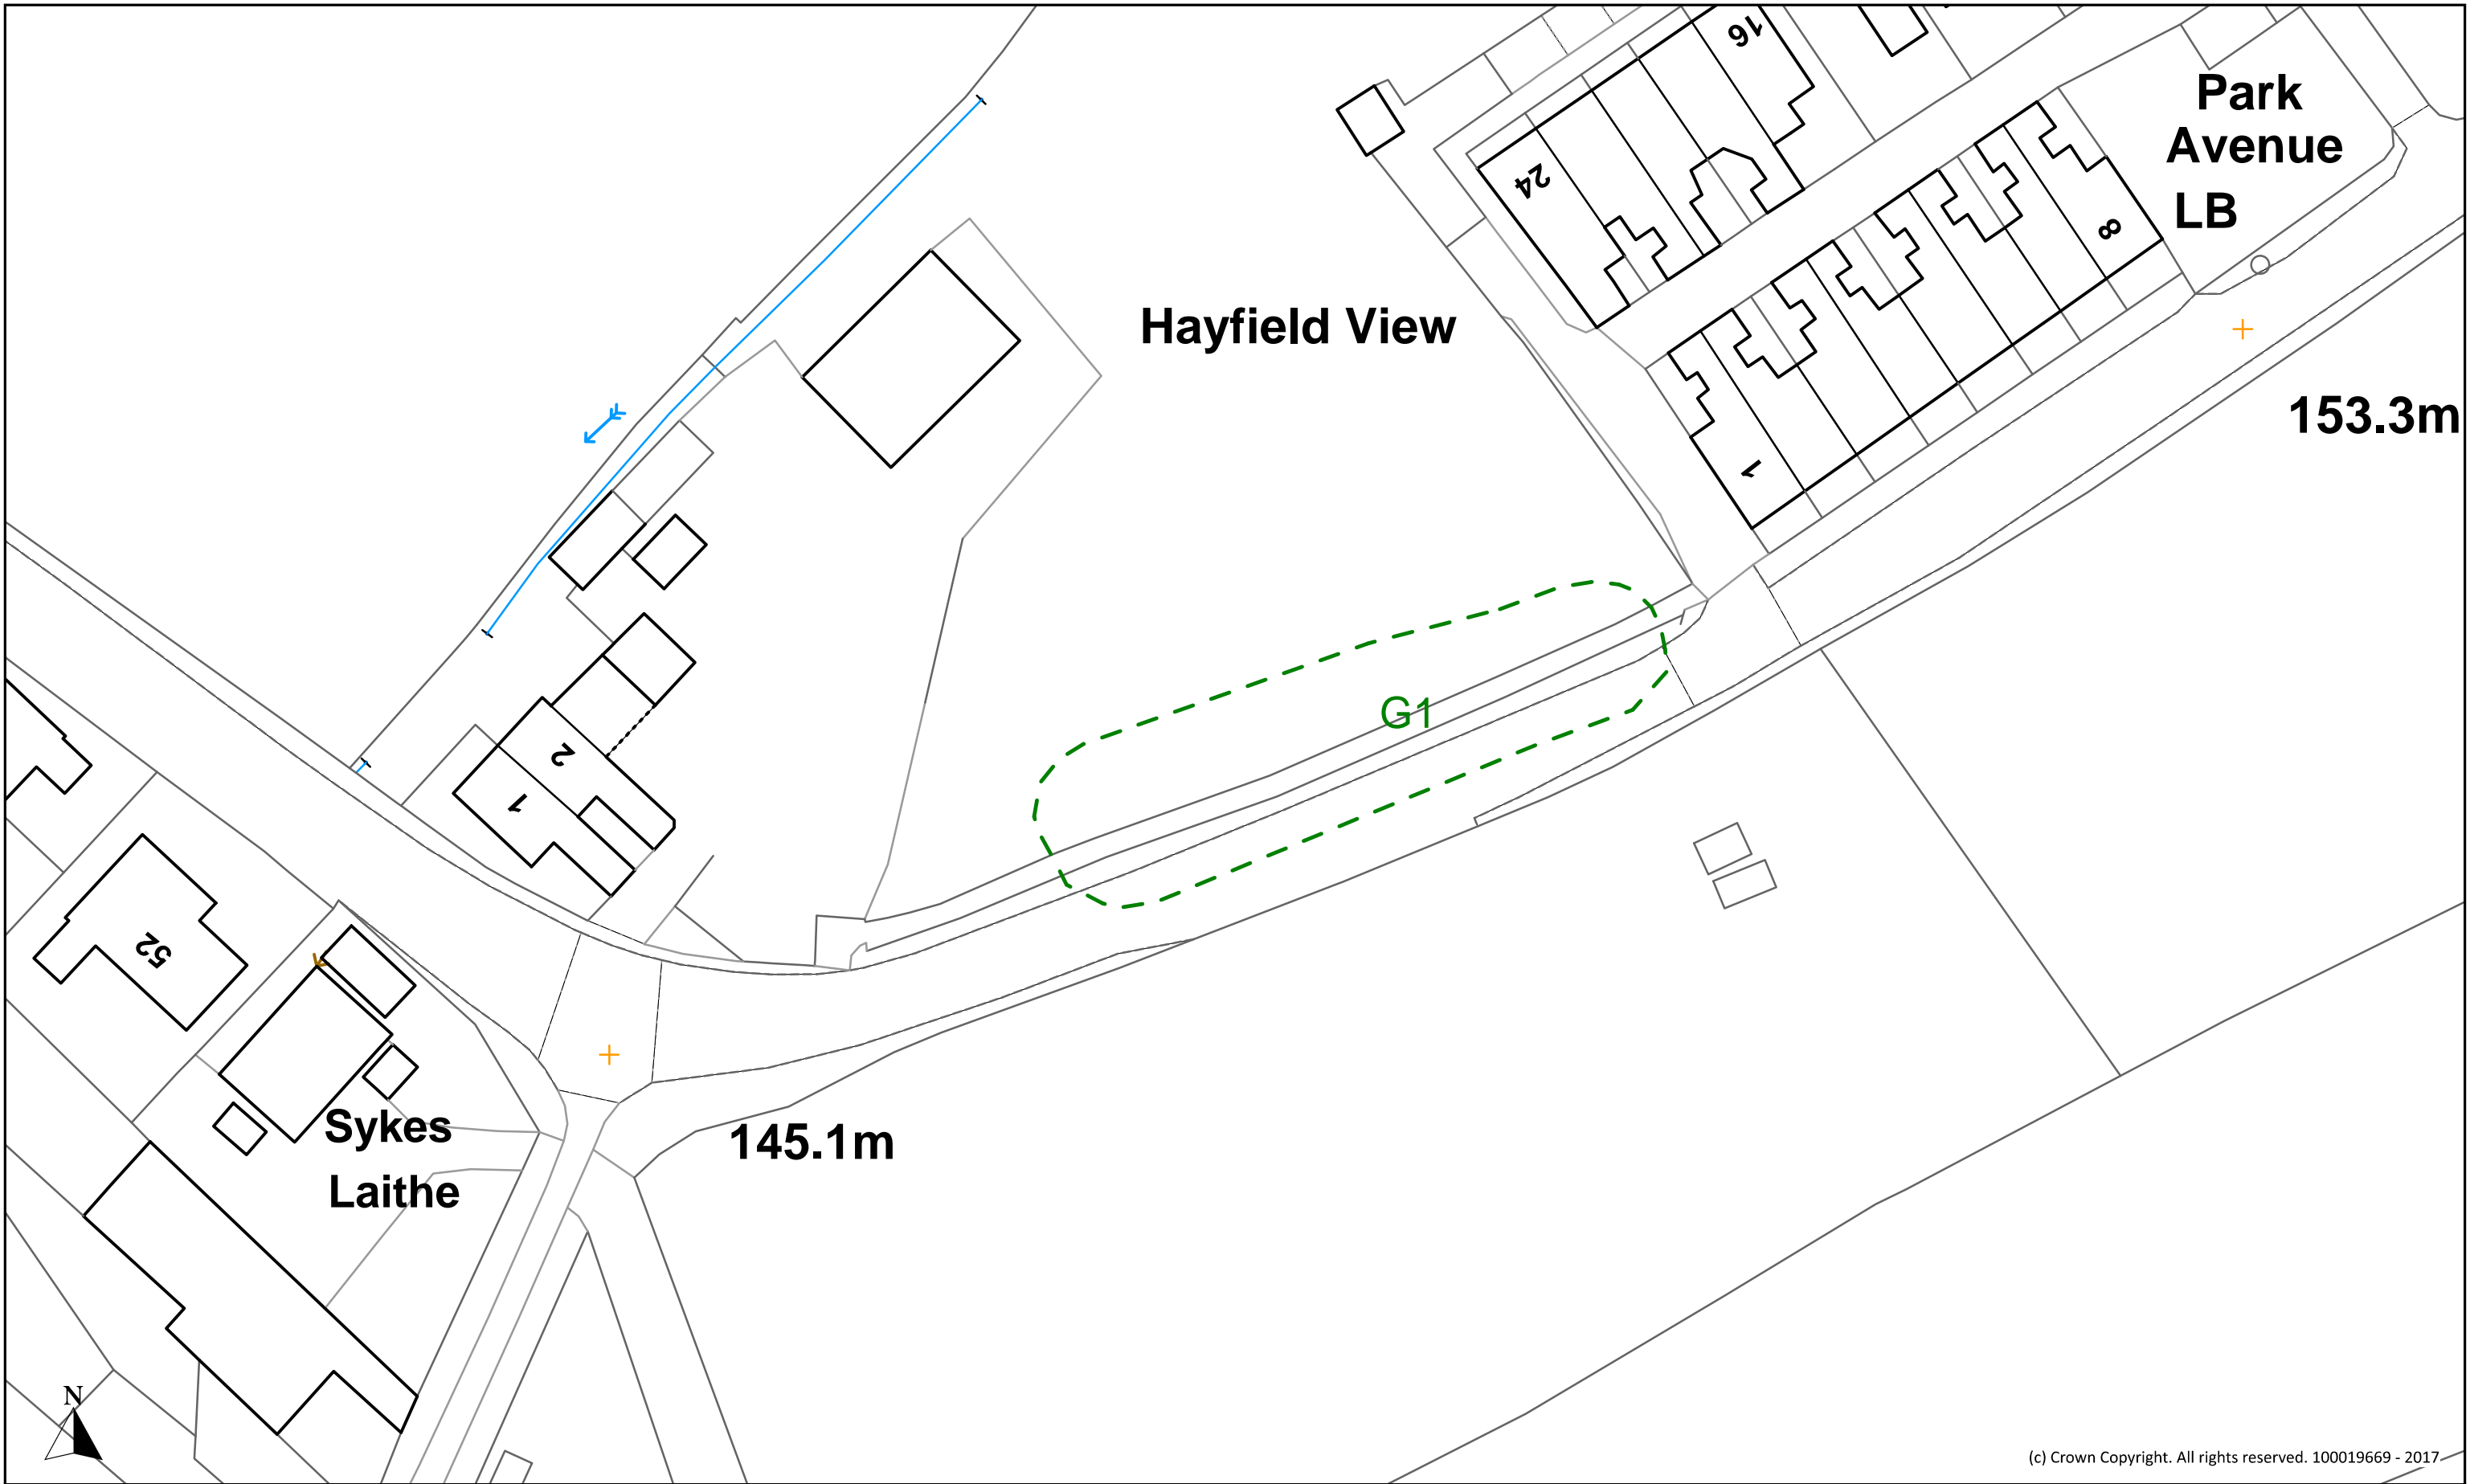 16
Park
Avenue
LB
24
8
Hayfield View
153.3m
1
G1
2
1
52
Sykes
Laithe
145.1m
N
(c) Crown Copyright. All rights reserved. 100019669 - 2017